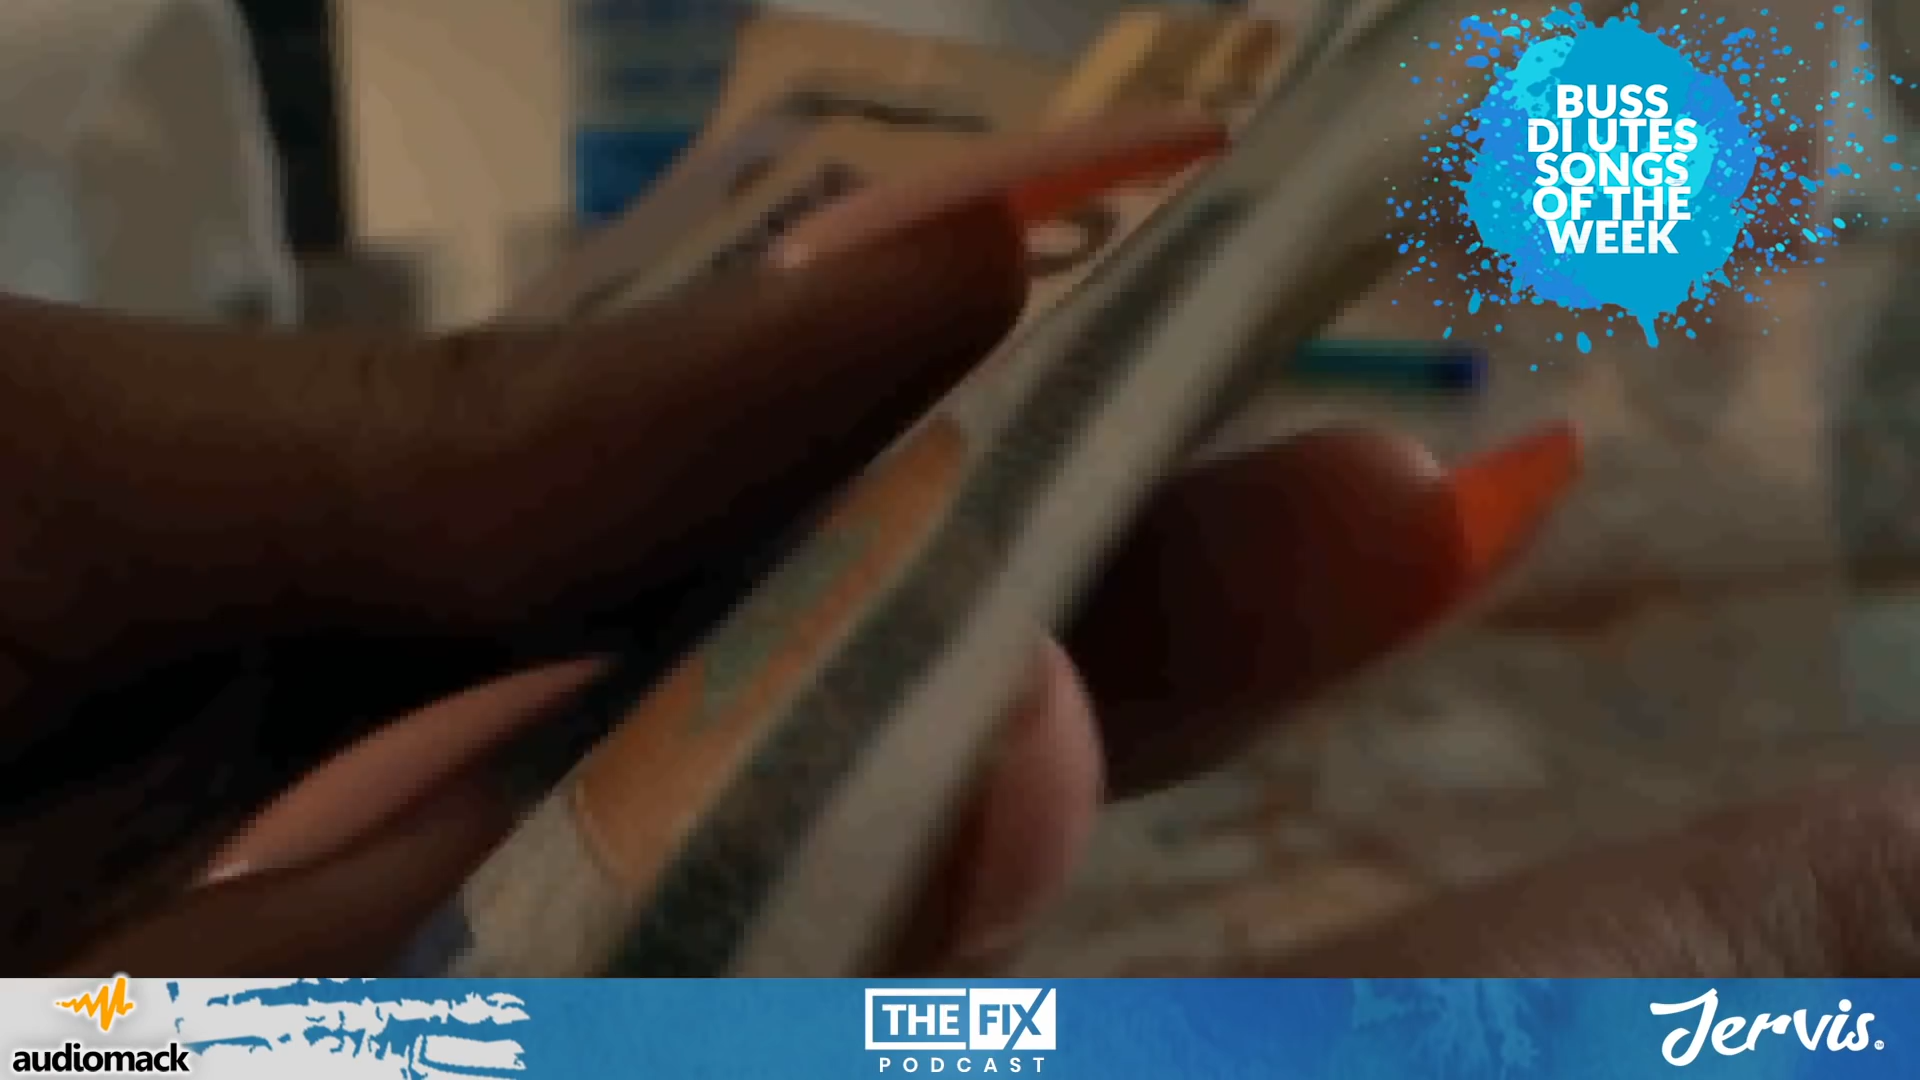 BUSS
DI UTES
SONGS
OF THE
WEEK
audiomack
THE FIX
PODCAST
Jervis.